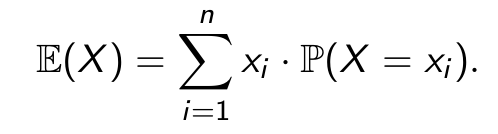 𝔼(X) = ∑_{i=1}^{n} x_i · ℙ(X = x_i).